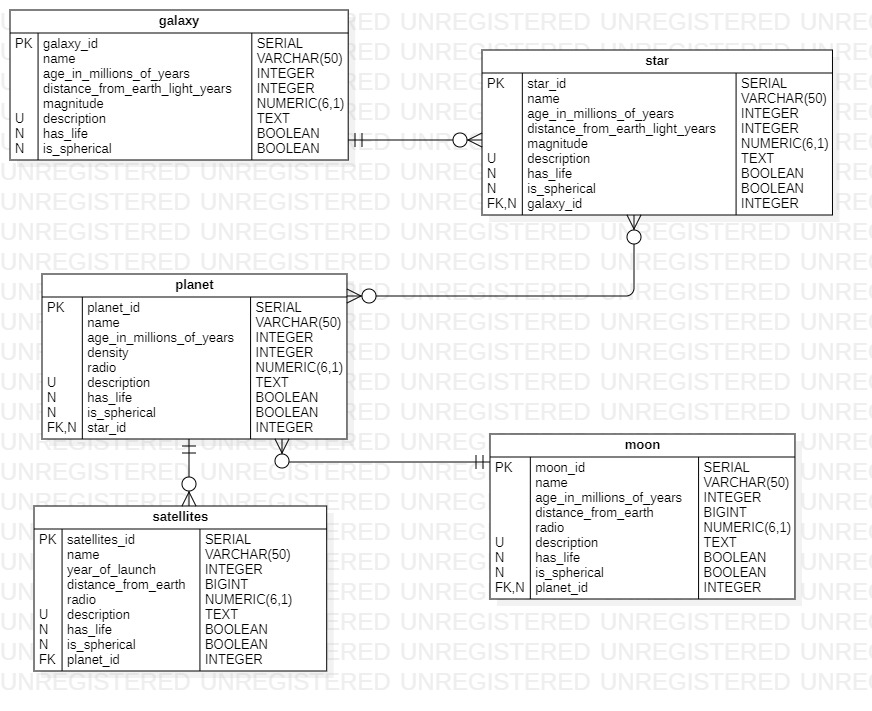 galaxy
PK galaxy_id SERIAL
name VARCHAR(50)
age_in_millions_of_years INTEGER
distance_from_earth_light_years INTEGER
magnitude NUMERIC(6,1)
U description TEXT
N has_life BOOLEAN
N is_spherical BOOLEAN
star
PK star_id SERIAL
name VARCHAR(50)
age_in_millions_of_years INTEGER
distance_from_earth_light_years INTEGER
magnitude NUMERIC(6,1)
U description TEXT
N has_life BOOLEAN
N is_spherical BOOLEAN
FK,N galaxy_id INTEGER
planet
PK planet_id SERIAL
name VARCHAR(50)
age_in_millions_of_years INTEGER
density INTEGER
radio NUMERIC(6,1)
U description TEXT
N has_life BOOLEAN
N is_spherical BOOLEAN
FK,N star_id INTEGER
moon
PK moon_id SERIAL
name VARCHAR(50)
age_in_millions_of_years INTEGER
distance_from_earth BIGINT
radio NUMERIC(6,1)
U description TEXT
N has_life BOOLEAN
N is_spherical BOOLEAN
FK,N planet_id INTEGER
satellites
PK satellites_id SERIAL
name VARCHAR(50)
year_of_launch INTEGER
distance_from_earth BIGINT
radio NUMERIC(6,1)
U description TEXT
N has_life BOOLEAN
N is_spherical BOOLEAN
FK planet_id INTEGER
UNREGISTERED UNREGISTERED UNREGISTERED UNREGISTERED